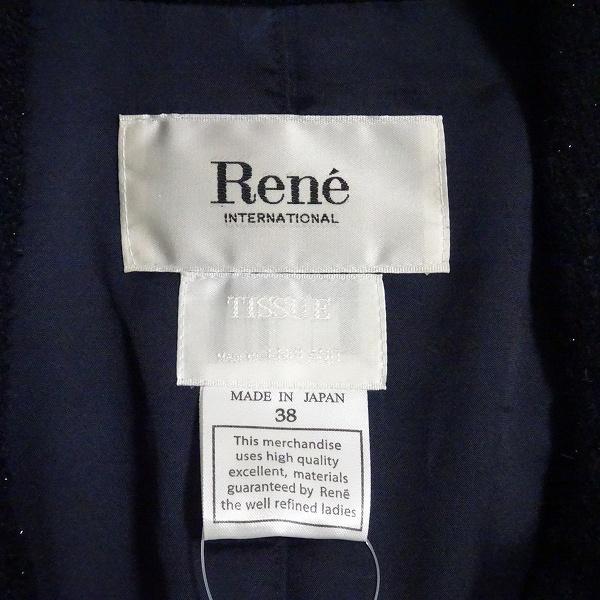 René
INTERNATIONAL
TISSUE
MADE IN JAPAN
38
This merchandise
uses high quality
excellent, materials
guaranteed by René
the well refined ladies